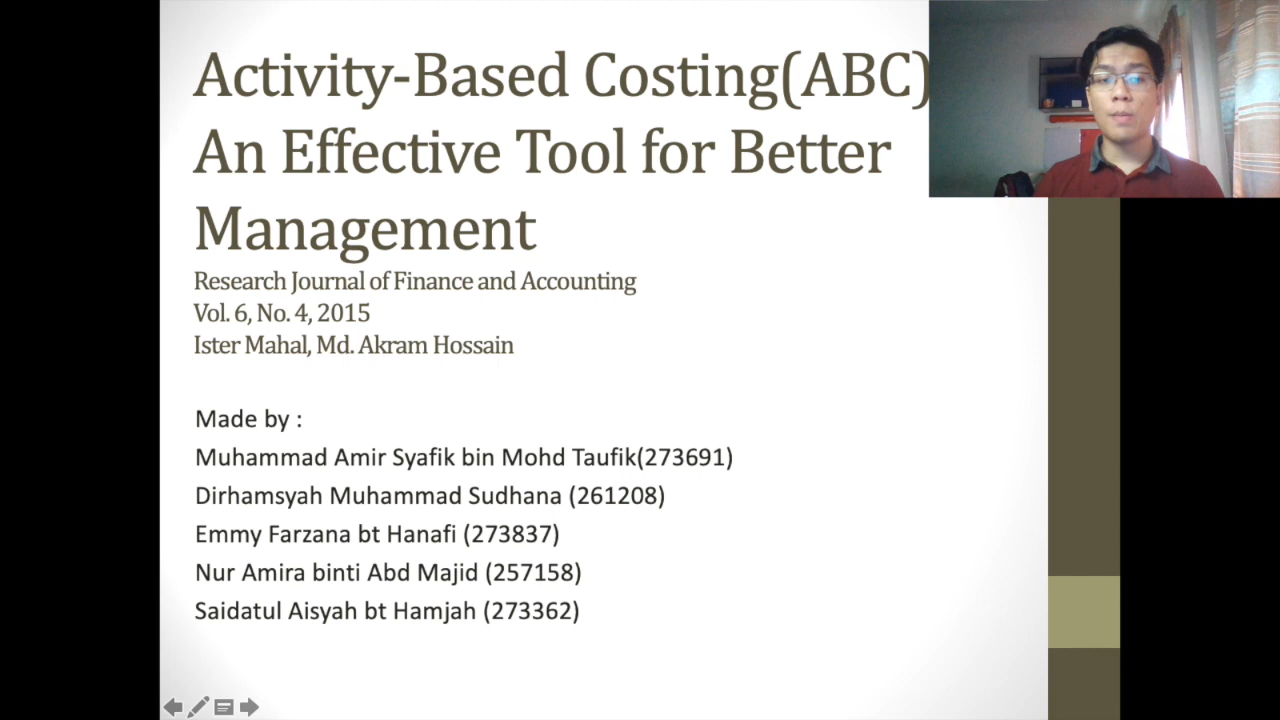 Activity-Based Costing(ABC)
An Effective Tool for Better
Management
Research Journal of Finance and Accounting
Vol. 6, No. 4, 2015
Ister Mahal, Md. Akram Hossain
Made by :
Muhammad Amir Syafik bin Mohd Taufik(273691)
Dirhamsyah Muhammad Sudhana (261208)
Emmy Farzana bt Hanafi (273837)
Nur Amira binti Abd Majid (257158)
Saidatul Aisyah bt Hamjah (273362)